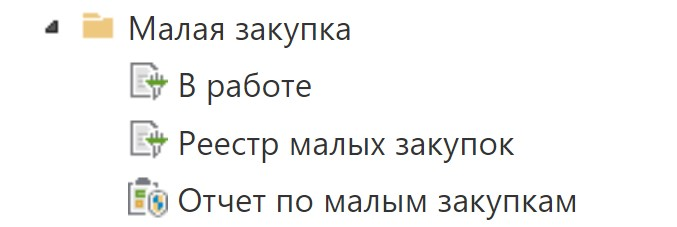 Малая закупка
В работе
Реестр малых закупок
Отчет по малым закупкам